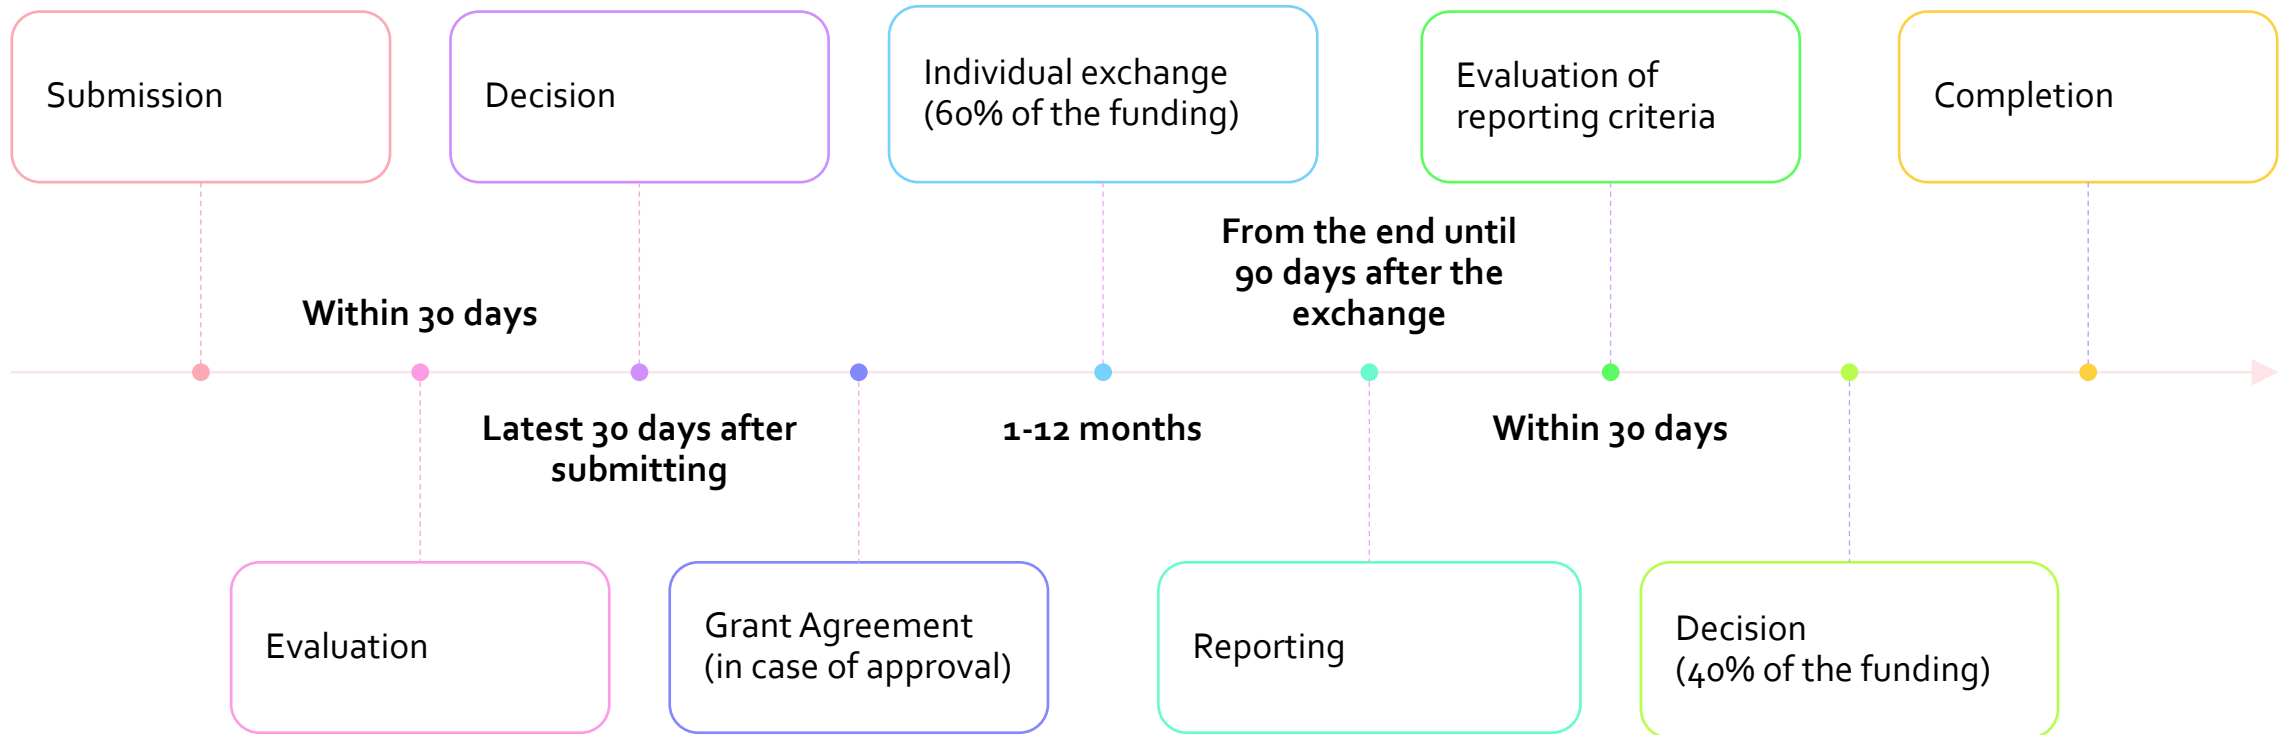 Submission
Decision
Individual exchange
(60% of the funding)
Evaluation of
reporting criteria
Completion
From the end until
90 days after the
exchange
Within 30 days
Latest 30 days after
submitting
1-12 months
Within 30 days
Evaluation
Grant Agreement
(in case of approval)
Reporting
Decision
(40% of the funding)